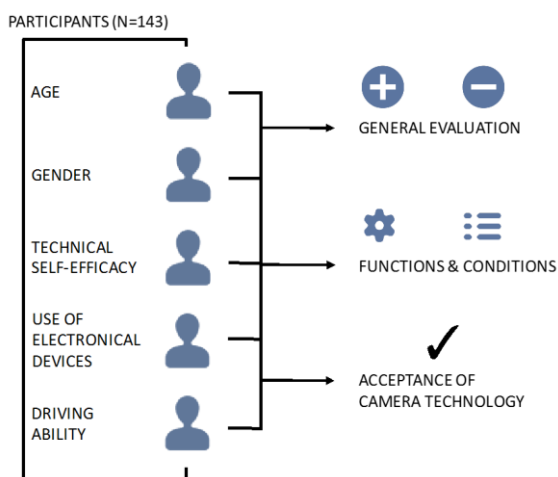 PARTICIPANTS (N=143)
AGE
GENDER
TECHNICAL
SELF-EFFICACY
USE OF
ELECTRONICAL
DEVICES
DRIVING
ABILITY
GENERAL EVALUATION
FUNCTIONS & CONDITIONS
ACCEPTANCE OF
CAMERA TECHNOLOGY